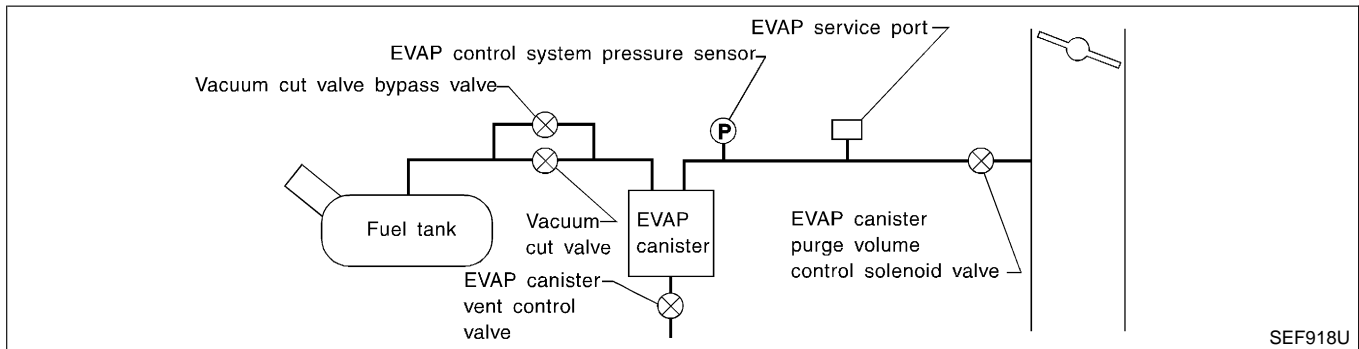 EVAP service port
EVAP control system pressure sensor
Vacuum cut valve bypass valve
P
Fuel tank
Vacuum
cut valve
EVAP
canister
EVAP canister
purge volume
control solenoid valve
EVAP canister
vent control
valve
SEF918U